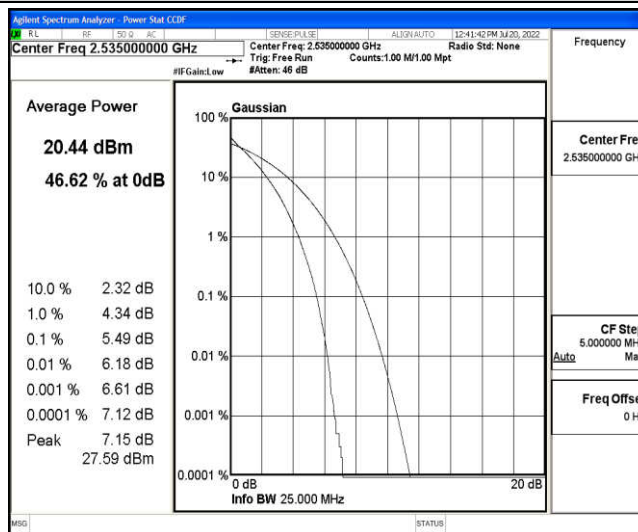 Agilent Spectrum Analyzer - Power Stat CCDF
RL RF 50 Ω AC SENSE:PULSE ALIGN AUTO 12:41:42 PM Jul 20, 2022
Center Freq 2.535000000 GHz
Center Freq: 2.535000000 GHz Radio Std: None
Trig: Free Run Counts:1.00 M/1.00 Mpt
#IFGain:Low #Atten: 46 dB
Frequency
Average Power
20.44 dBm
46.62 % at 0dB
10.0 % 2.32 dB
1.0 % 4.34 dB
0.1 % 5.49 dB
0.01 % 6.18 dB
0.001 % 6.61 dB
0.0001 % 7.12 dB
Peak 7.15 dB
27.59 dBm
Gaussian
100 %
10 %
1 %
0.1 %
0.01 %
0.001 %
0.0001 %
0 dB 20 dB
Info BW 25.000 MHz
Center Fre
2.535000000 GH
CF Ste
5.000000 MH
Auto Ma
Freq Offse
0 H
MSG STATUS